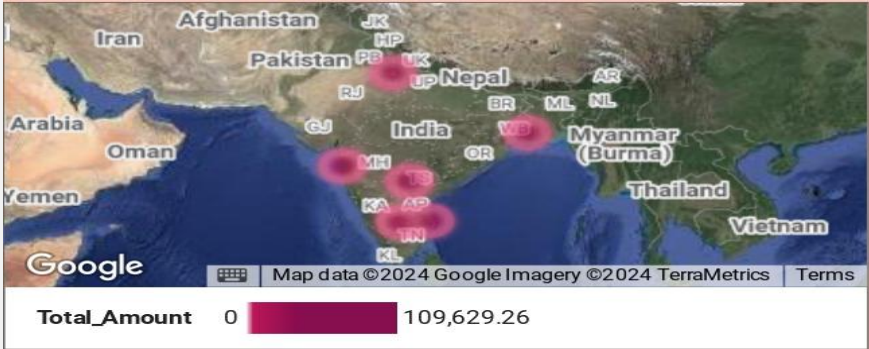 Afghanistan
JK
Iran
HP
Pakistan
PB
UK
UP
Nepal
AR
RJ
BR
ML
NL
Arabia
GJ
India
WB
Myanmar
(Burma)
Oman
MH
OR
TS
Yemen
Thailand
KA
AP
Vietnam
TN
KL
Google
Map data ©2024 Google Imagery ©2024 TerraMetrics
Terms
Total_Amount 0 109,629.26